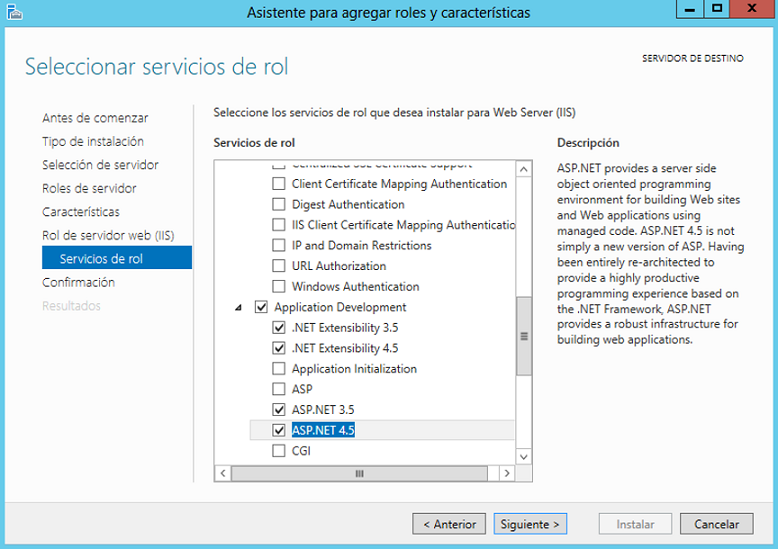 Asistente para agregar roles y características
Seleccionar servicios de rol
SERVIDOR DE DESTINO
Antes de comenzar
Tipo de instalación
Selección de servidor
Roles de servidor
Características
Rol de servidor web (IIS)
Servicios de rol
Confirmación
Resultados
Seleccione los servicios de rol que desea instalar para Web Server (IIS)
Servicios de rol
Centralized SSL Certificate Support
Client Certificate Mapping Authentication
Digest Authentication
IIS Client Certificate Mapping Authenticatio
IP and Domain Restrictions
URL Authorization
Windows Authentication
Application Development
.NET Extensibility 3.5
.NET Extensibility 4.5
Application Initialization
ASP
ASP.NET 3.5
ASP.NET 4.5
CGI
Descripción
ASP.NET provides a server side
object oriented programming
environment for building Web sites
and Web applications using
managed code. ASP.NET 4.5 is not
simply a new version of ASP. Having
been entirely re-architected to
provide a highly productive
programming experience based on
the .NET Framework, ASP.NET
provides a robust infrastructure for
building web applications.
< Anterior
Siguiente >
Instalar
Cancelar